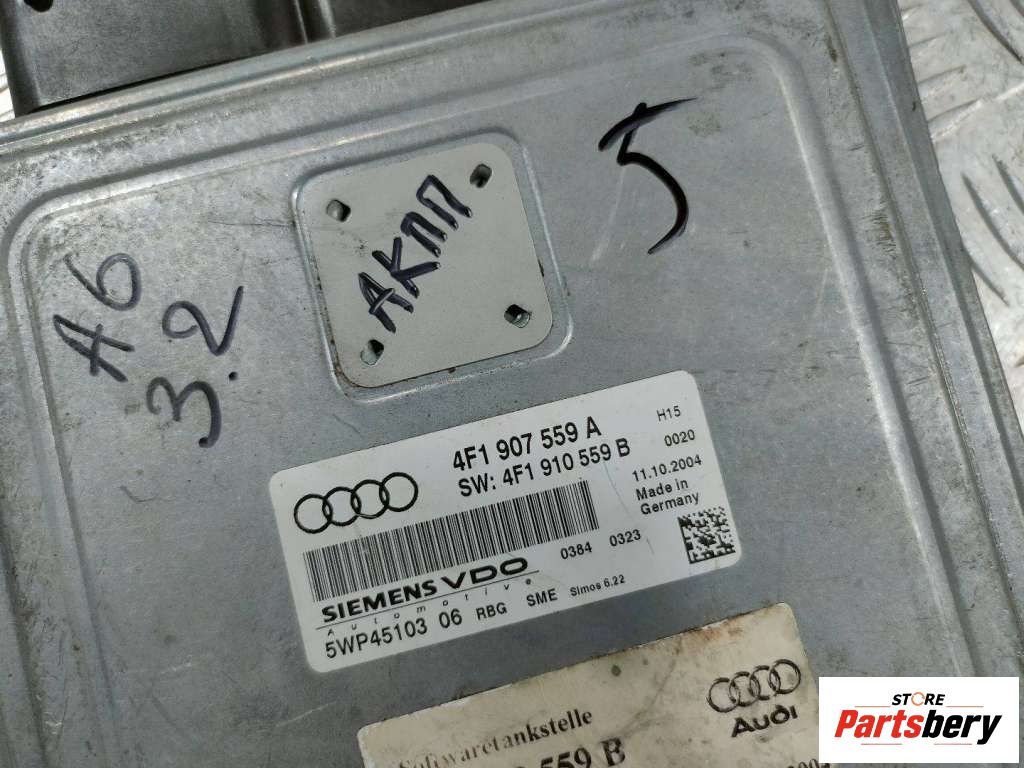 5
АКПП
A6
3.2
4F1 907 559 A
SW: 4F1 910 559 B
H15
0020
11.10.2004
Made in
Germany
0384 0323
SIEMENS VDO
Automotive
5WP45103 06 RBG SME Simos 6.22
Audi
Softwaretankstelle
559 B
STORE
Partsbery